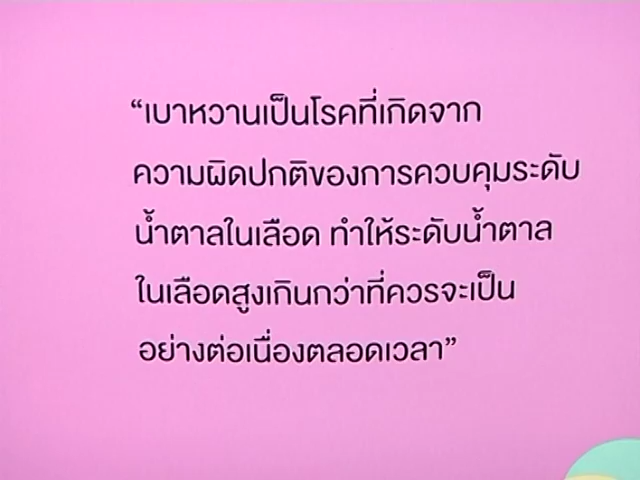 “เบาหวานเป็นโรคที่เกิดจาก
ความผิดปกติของการควบคุมระดับ
น้ำตาลในเลือด ทำให้ระดับน้ำตาล
ในเลือดสูงเกินกว่าที่ควรจะเป็น
อย่างต่อเนื่องตลอดเวลา”